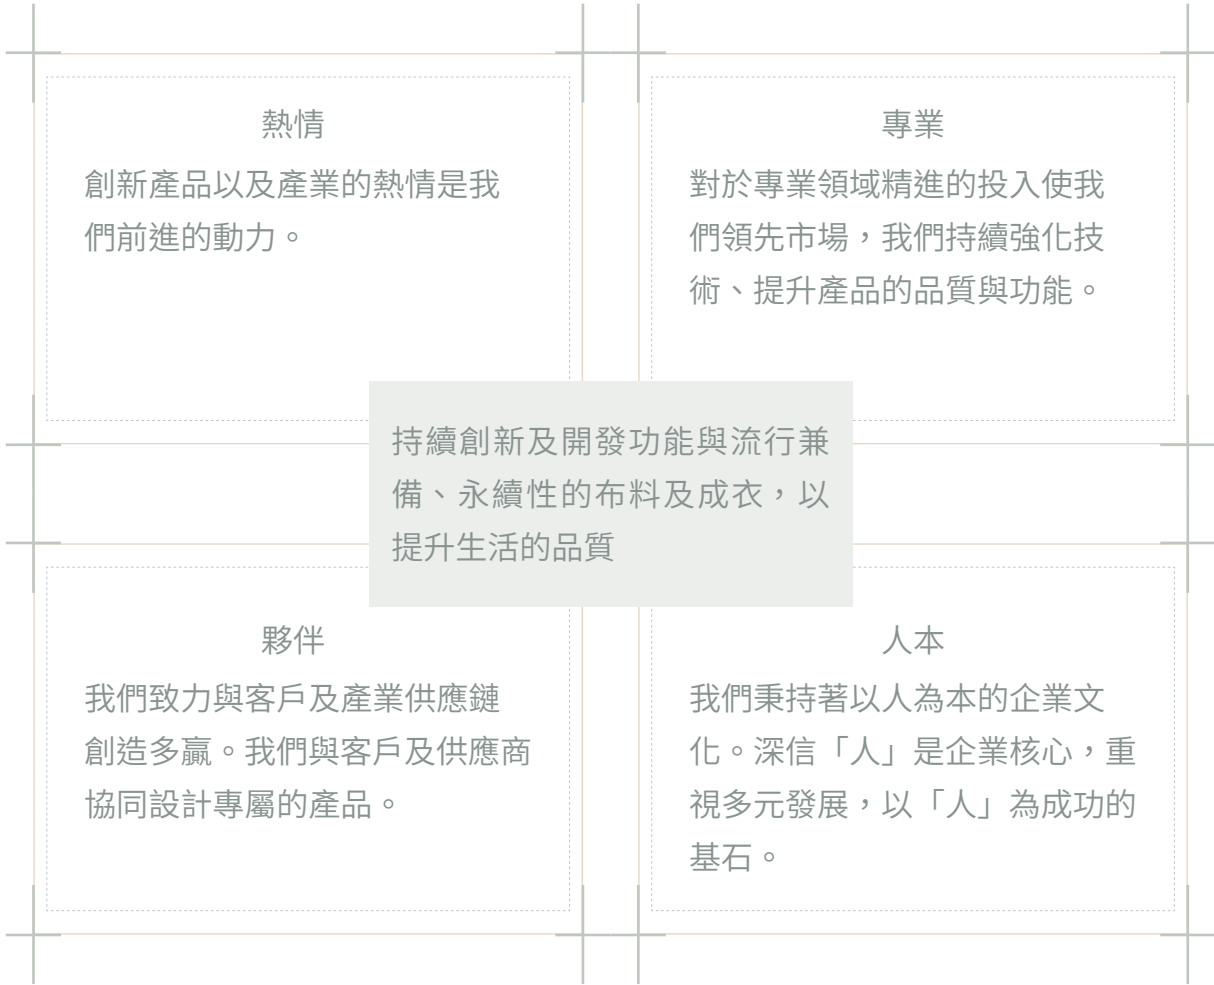 熱情
創新產品以及產業的熱情是我
們前進的動力。
專業
對於專業領域精進的投入使我
們領先市場，我們持續強化技
術、提升產品的品質與功能。
持續創新及開發功能與流行兼
備、永續性的布料及成衣，以
提升生活的品質
夥伴
我們致力與客戶及產業供應鏈
創造多贏。我們與客戶及供應商
協同設計專屬的產品。
人本
我們秉持著以人為本的企業文
化。深信「人」是企業核心，重
視多元發展，以「人」為成功的
基石。